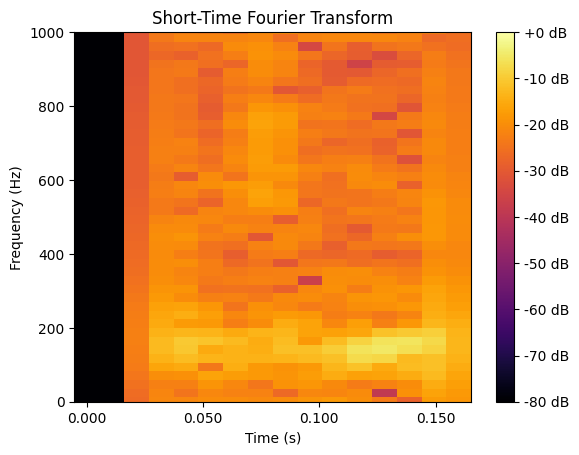 Short-Time Fourier Transform
Frequency (Hz)
1000
800
600
400
200
0
0.000
0.050
0.100
0.150
Time (s)
+0 dB
-10 dB
-20 dB
-30 dB
-40 dB
-50 dB
-60 dB
-70 dB
-80 dB